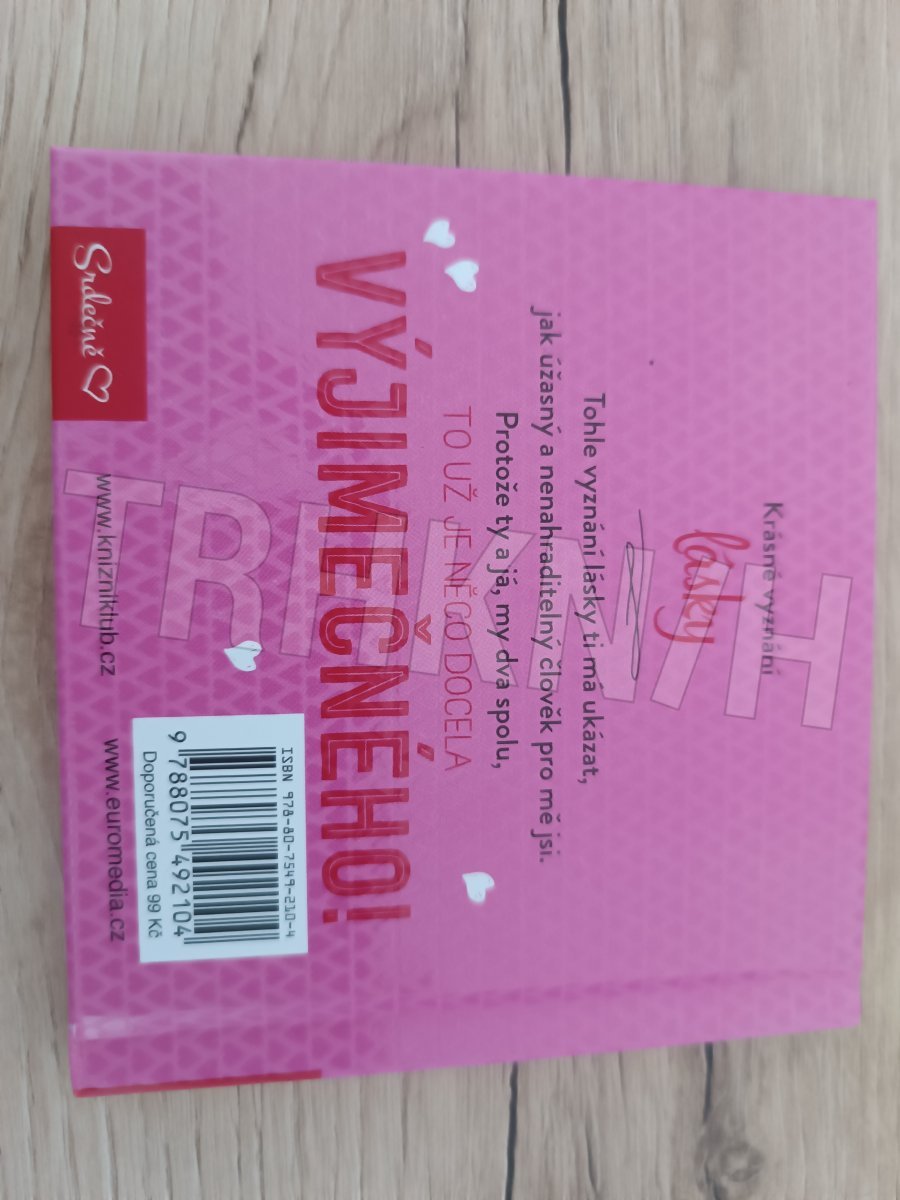 Krásné vyznání
lásky
Tohle vyznání lásky ti má ukázat,
jak úžasný a nenahraditelný člověk pro mě jsi.
Protože ty a já, my dva spolu,
TO UŽ JE NĚCO DOCELA
VÝJIMEČNÉHO!
ISBN 978-80-7549-210-4
9 788075 492104
Doporučená cena 99 Kč
Srdečně
www.knizniklub.cz
www.euromedia.cz
TRHKNIH